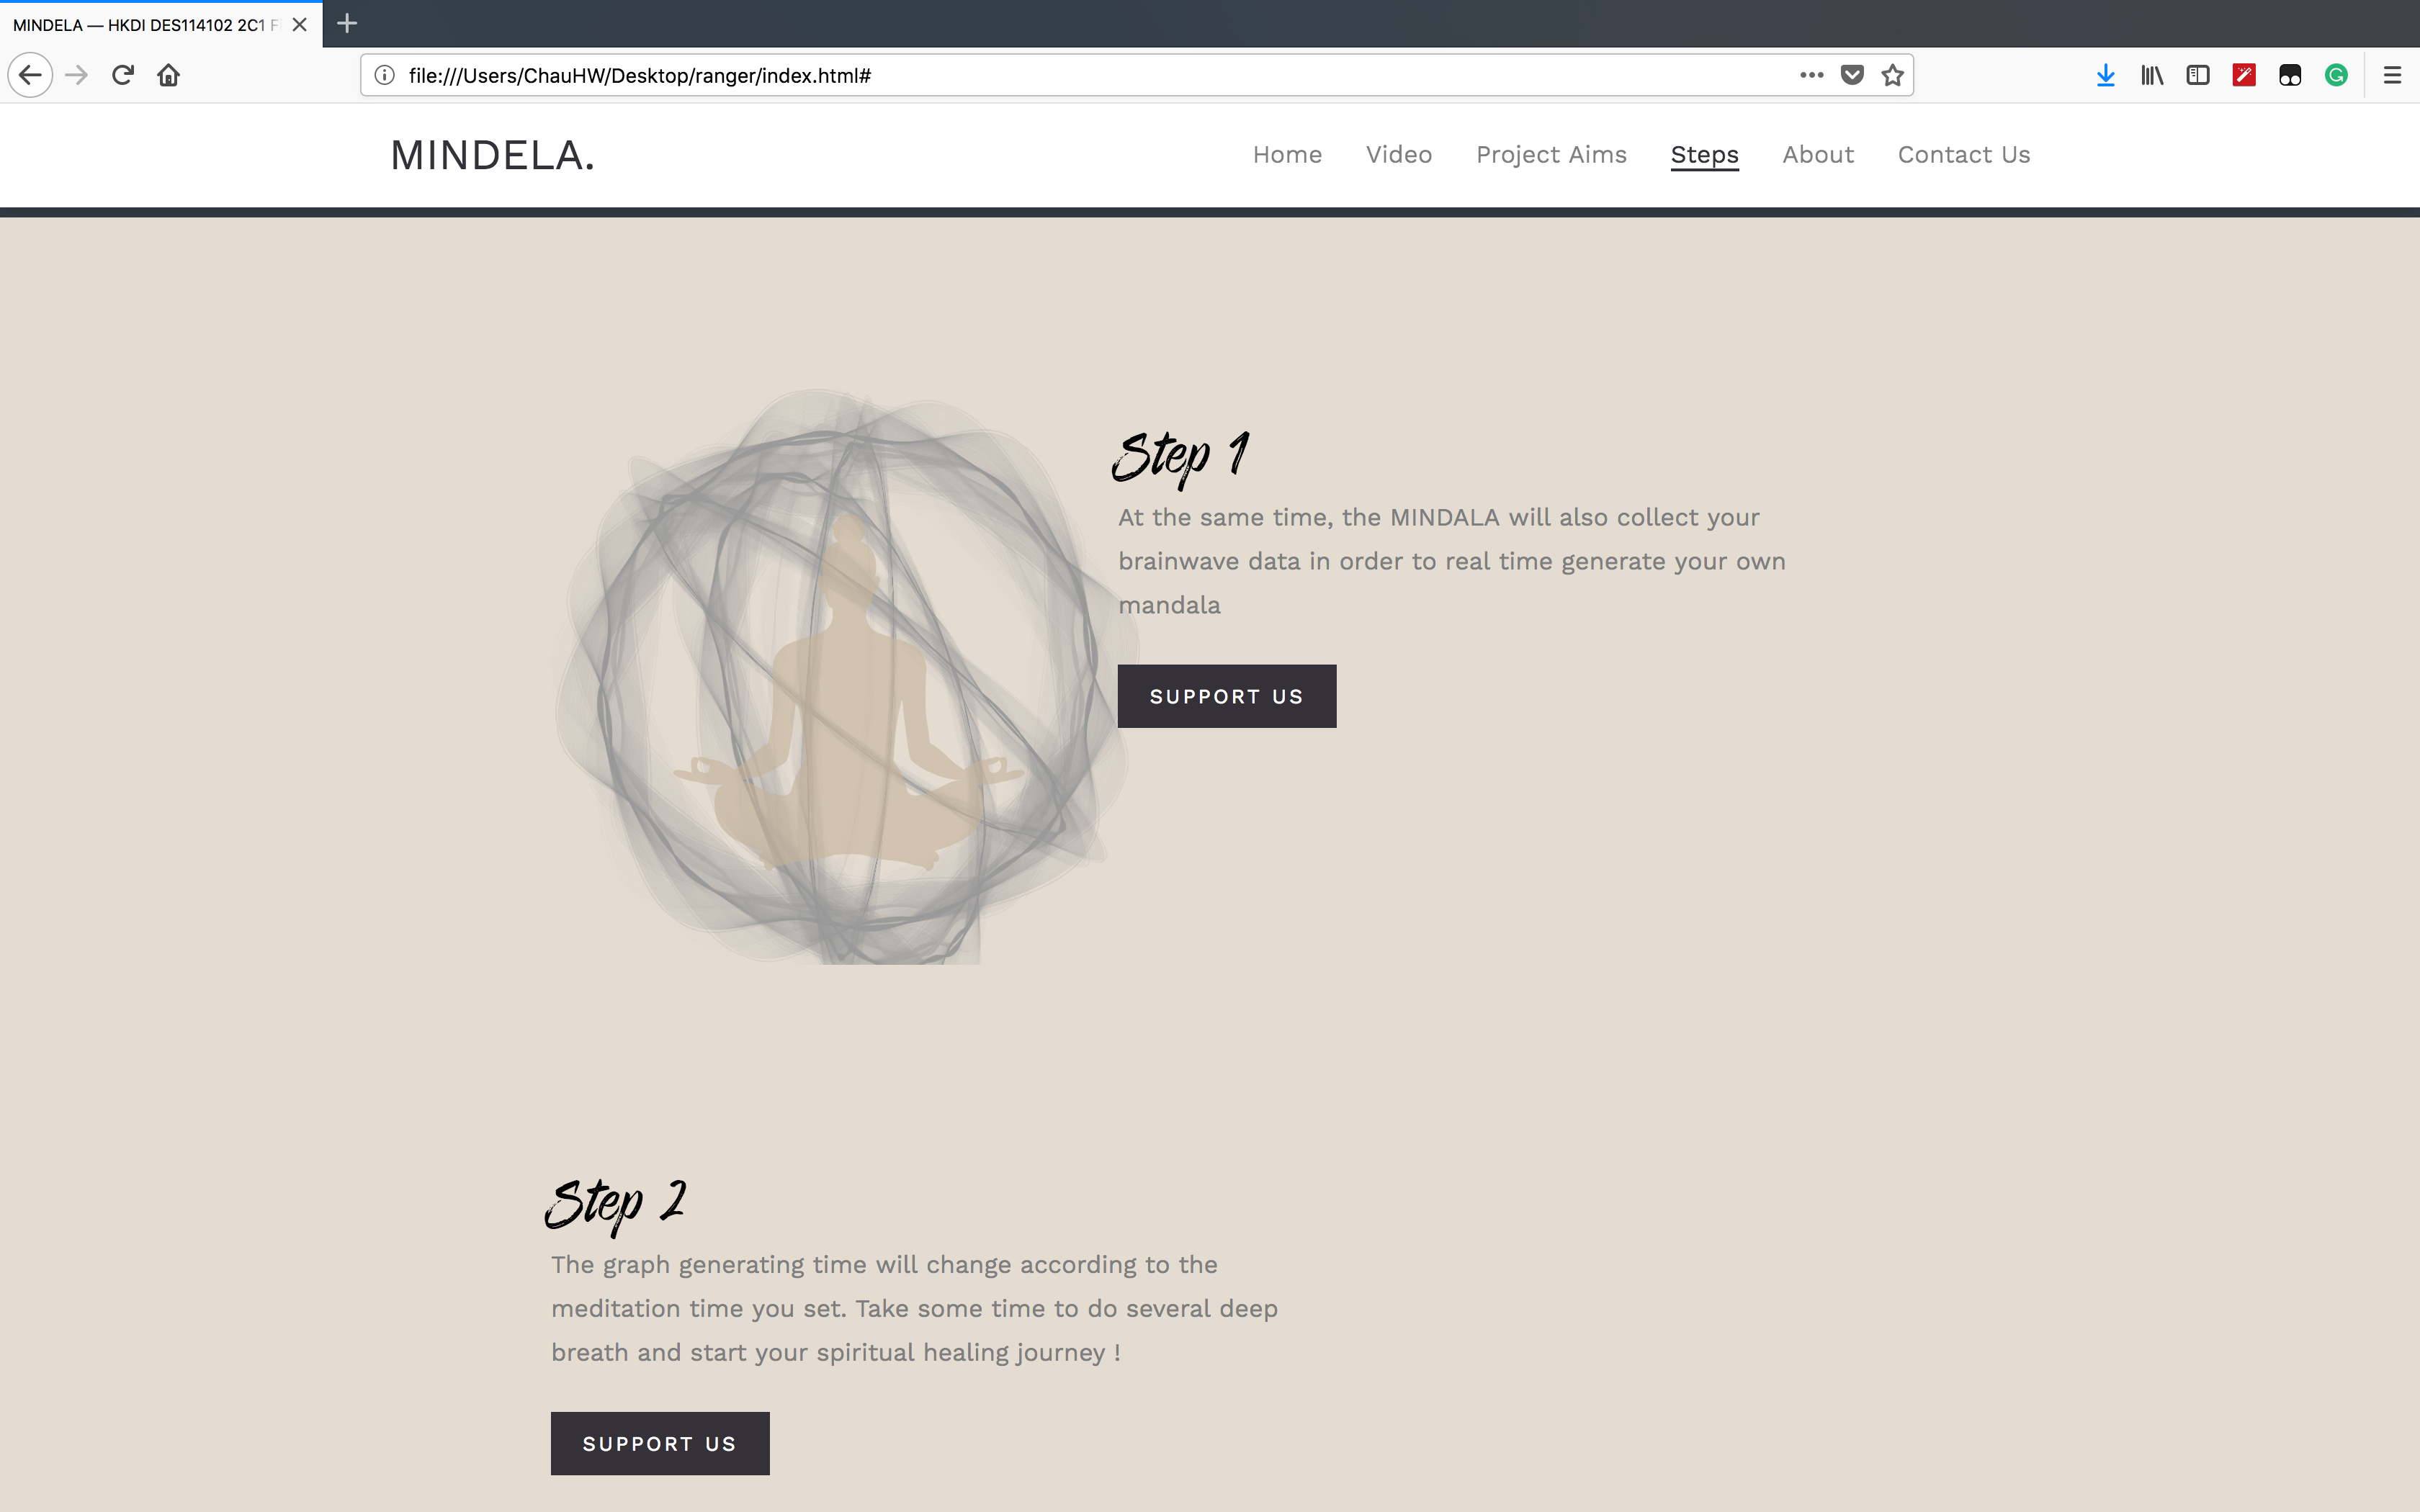 MINDELA — HKDI DES114102 2C1
file:///Users/ChauHW/Desktop/ranger/index.html#
MINDELA.
Home Video Project Aims Steps About Contact Us
Step 1
At the same time, the MINDALA will also collect your
brainwave data in order to real time generate your own
mandala
SUPPORT US
Step 2
The graph generating time will change according to the
meditation time you set. Take some time to do several deep
breath and start your spiritual healing journey !
SUPPORT US